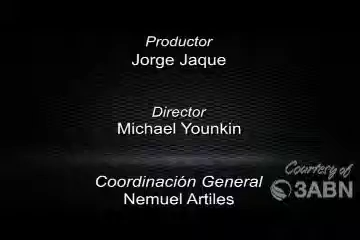 Productor
Jorge Jaque
Director
Michael Younkin
Courtesy of
3ABN
Coordinación General
Nemuel Artiles